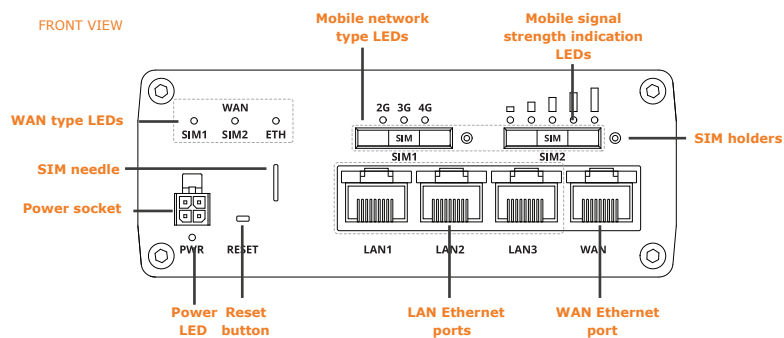 FRONT VIEW
Mobile network
type LEDs
Mobile signal
strength indication
LEDs
WAN type LEDs
WAN
SIM1 SIM2 ETH
2G 3G 4G
SIM
SIM
SIM holders
SIM1
SIM2
SIM needle
Power socket
PWR
RESET
LAN1
LAN2
LAN3
WAN
Power
LED
Reset
button
LAN Ethernet
ports
WAN Ethernet
port